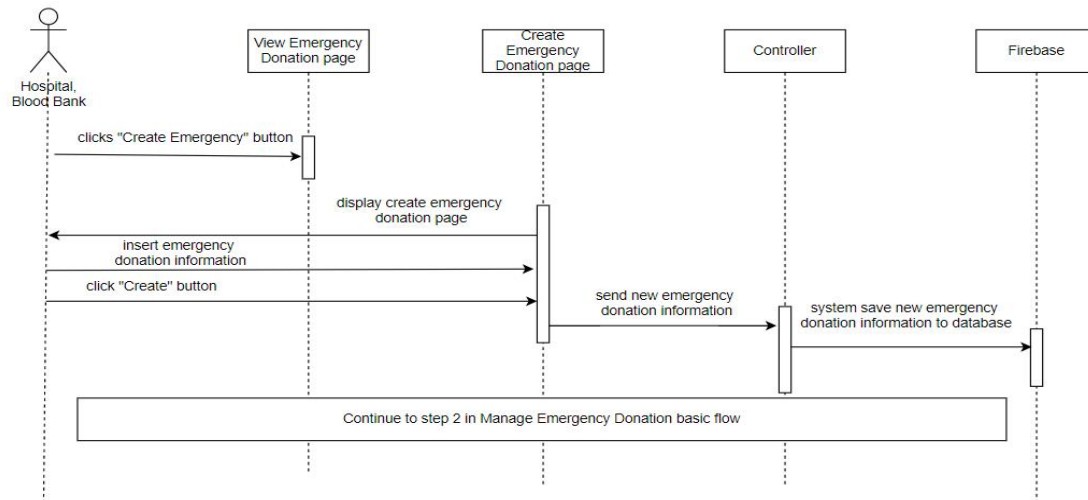 View Emergency
Donation page
Create
Emergency
Donation page
Controller
Firebase
Hospital,
Blood Bank
clicks "Create Emergency" button
display create emergency
donation page
insert emergency
donation information
click "Create" button
send new emergency
donation information
system save new emergency
donation information to database
Continue to step 2 in Manage Emergency Donation basic flow